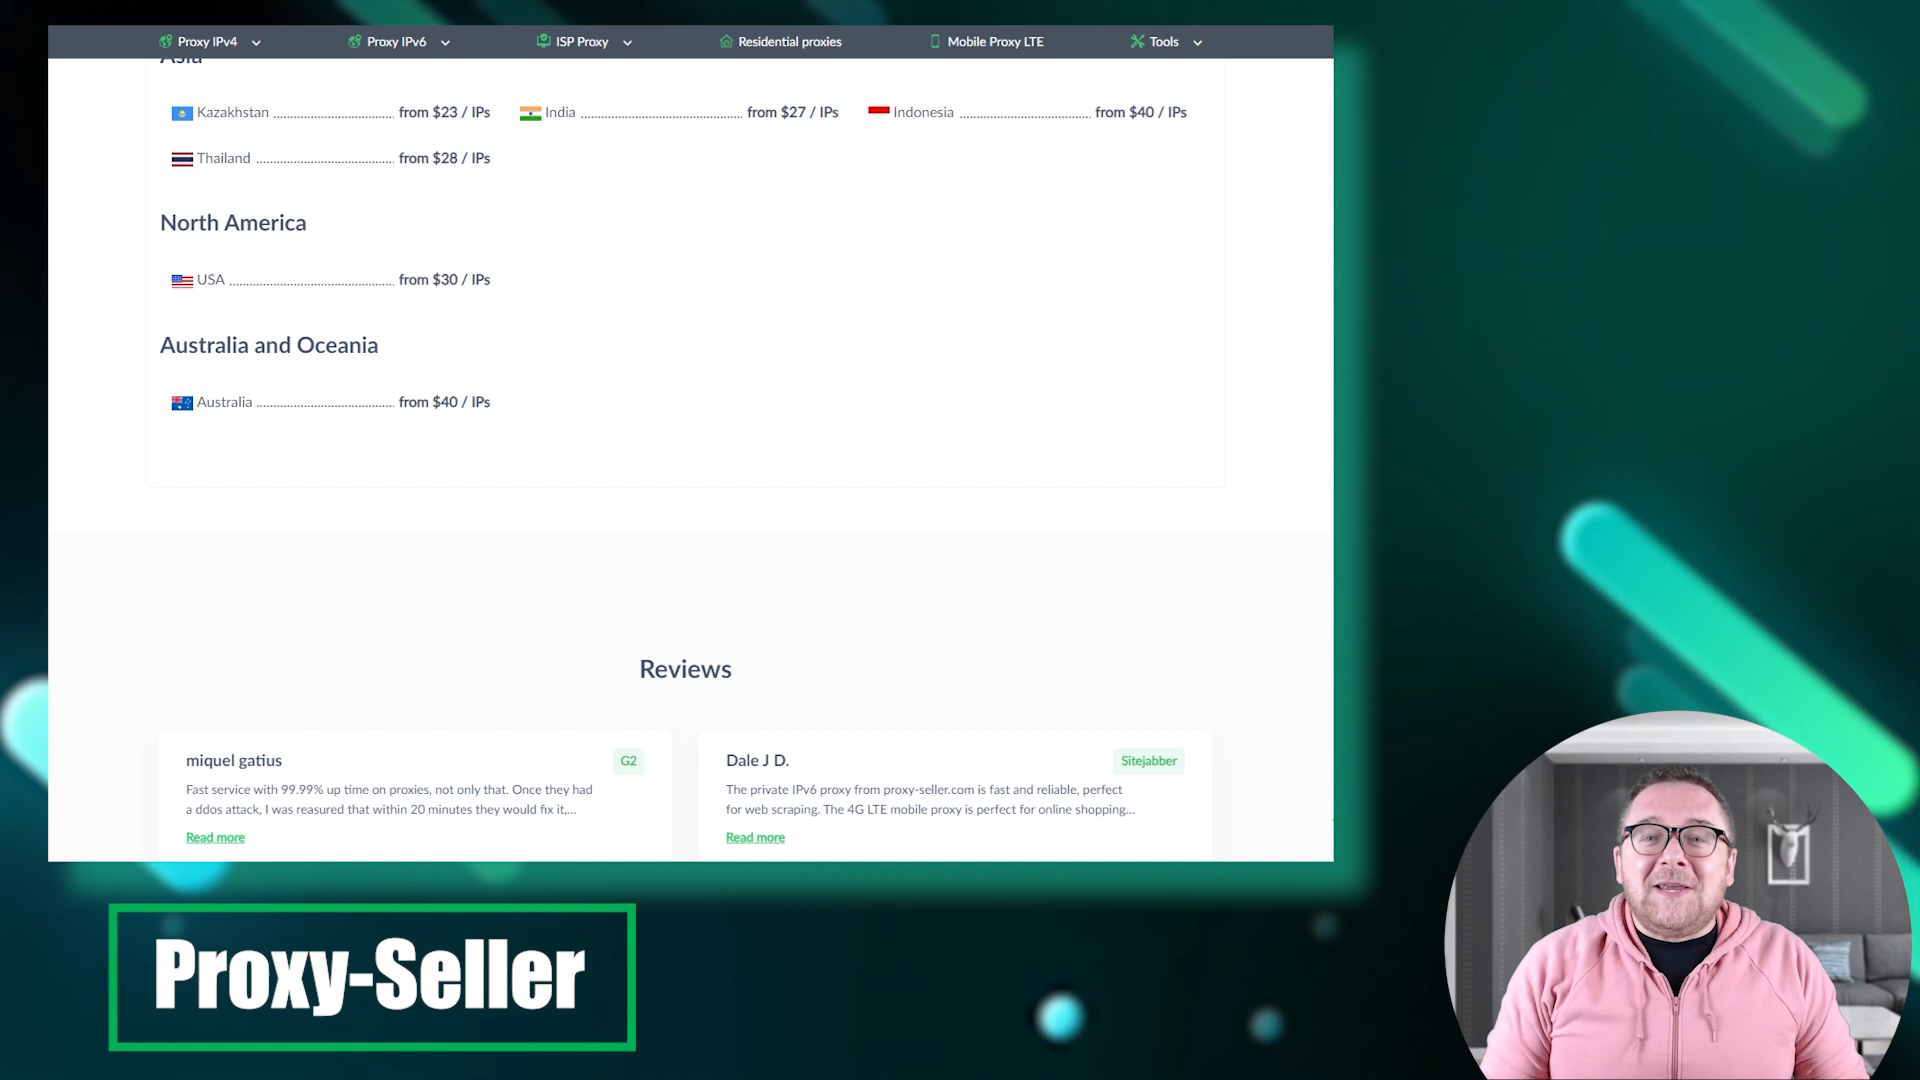 Proxy IPv4 Proxy IPv6 ISP Proxy Residential proxies Mobile Proxy LTE Tools
Asia
Kazakhstan from $23 / IPs India from $27 / IPs Indonesia from $40 / IPs
Thailand from $28 / IPs
North America
USA from $30 / IPs
Australia and Oceania
Australia from $40 / IPs
Reviews
miquel gatius G2
Fast service with 99.99% up time on proxies, not only that. Once they had
a ddos attack, I was reasured that within 20 minutes they would fix it,...
Read more
Dale J D. Sitejabber
The private IPv6 proxy from proxy-seller.com is fast and reliable, perfect
for web scraping. The 4G LTE mobile proxy is perfect for online shopping...
Read more
Proxy-Seller